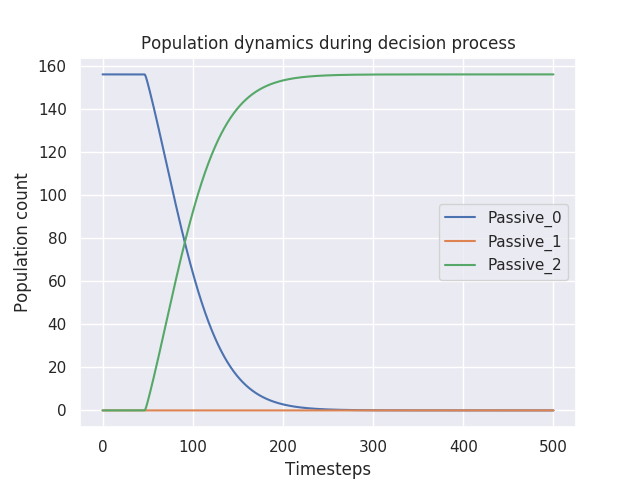 Population dynamics during decision process
Population count
160
140
120
100
80
60
40
20
0
Passive_0
Passive_1
Passive_2
0 100 200 300 400 500
Timesteps